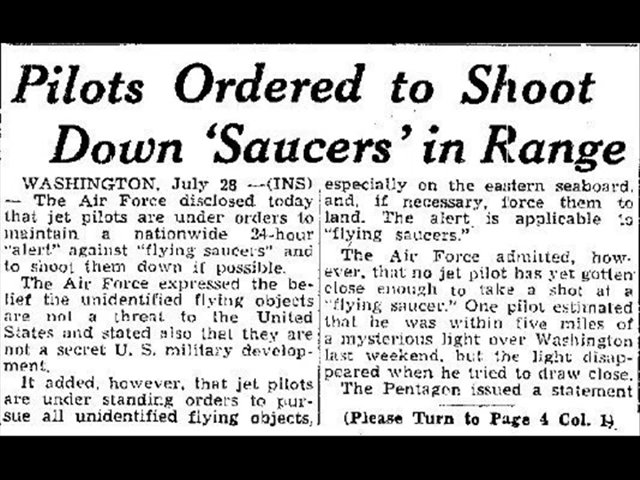 Pilots Ordered to Shoot
Down 'Saucers' in Range
WASHINGTON, July 28 —(INS)
— The Air Force disclosed today
that jet pilots are under orders to
maintain a nationwide 24-hour
"alert" against "flying saucers" and
to shoot them down if possible.
The Air Force expressed the be-
lief the unidentified flying objects
are not a threat to the United
States and stated also that they are
not a secret U. S. military develop-
ment.
It added, however, that jet pilots
are under standing orders to pur-
sue all unidentified flying objects,
especially on the eastern seaboard,
and, if necessary, force them to
land. The alert is applicable to
"flying saucers."
The Air Force admitted, how-
ever, that no jet pilot has yet gotten
close enough to take a shot at a
"flying saucer." One pilot estimated
that he was within five miles of
a mysterious light over Washington
last weekend, but the light disap-
peared when he tried to draw close.
The Pentagon issued a statement
(Please Turn to Page 4 Col. 1)